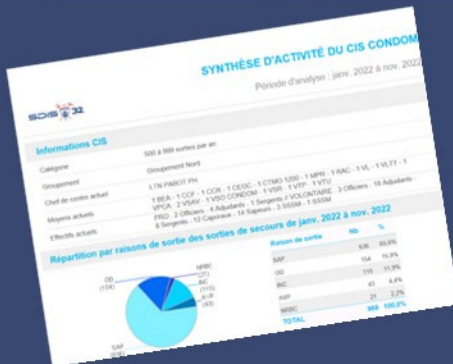 SYNTHÈSE D'ACTIVITÉ DU CIS CONDOM
Période d'analyse : janv. 2022 à nov. 2022
SDIS 32
Informations CIS
Catégorie 500 à 999 sorties par an
Groupement Groupement Nord
Chef de centre actuel LTN PAROT PH
Moyens actuels 1 BEA - 1 CCF - 1 CCR - 1 CEGC - 1 CTMO 1200 - 1 MPR - 1 RAC - 1 VL - 1 VLTT - 1
VPCA - 2 VSAV - 1 VSO CONDOM - 1 VSR - 1 VTP - 1 VTU
Effectifs actuels PRO : 2 Officiers - 4 Adjudants - 1 Sergents // VOLONTAIRE : 3 Officiers - 19 Adjudants -
8 Sergents - 12 Caporaux - 14 Sapeurs - 3 SSSM - 1 SSSM
Répartition par raisons de sortie des sorties de secours de janv. 2022 à nov. 2022
OD
(154)
NRBC
(21)
INC
(115)
AVP
(43)
SAP
(636)
Raison de sortie Nb %
SAP 636 65,6%
OD 154 15,9%
INC 115 11,9%
AVP 43 4,4%
NRBC 21 2,2%
TOTAL 969 100,0%